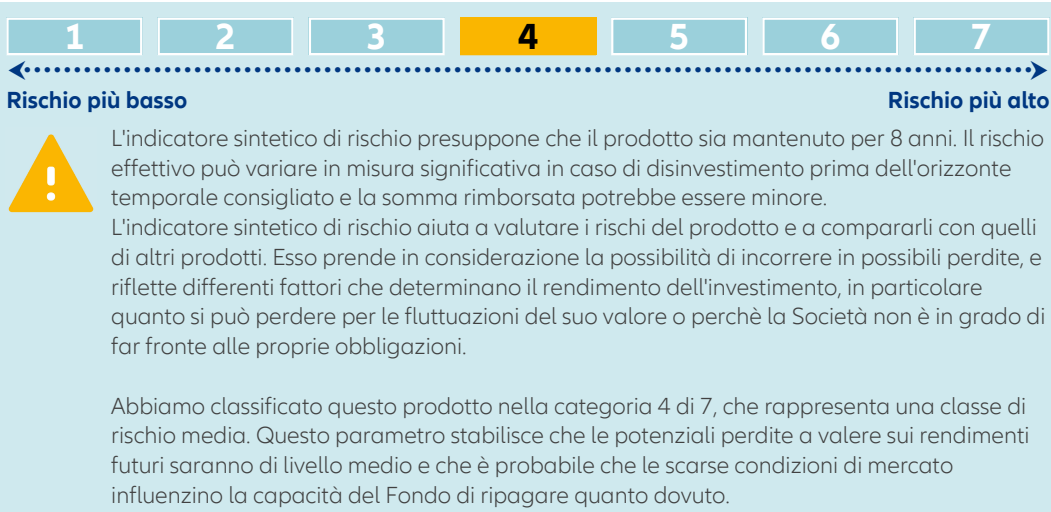 1 2 3 4 5 6 7
Rischio più basso Rischio più alto
L'indicatore sintetico di rischio presuppone che il prodotto sia mantenuto per 8 anni. Il rischio
effettivo può variare in misura significativa in caso di disinvestimento prima dell'orizzonte
temporale consigliato e la somma rimborsata potrebbe essere minore.
L'indicatore sintetico di rischio aiuta a valutare i rischi del prodotto e a compararli con quelli
di altri prodotti. Esso prende in considerazione la possibilità di incorrere in possibili perdite, e
riflette differenti fattori che determinano il rendimento dell'investimento, in particolare
quanto si può perdere per le fluttuazioni del suo valore o perchè la Società non è in grado di
far fronte alle proprie obbligazioni.
Abbiamo classificato questo prodotto nella categoria 4 di 7, che rappresenta una classe di
rischio media. Questo parametro stabilisce che le potenziali perdite a valere sui rendimenti
futuri saranno di livello medio e che è probabile che le scarse condizioni di mercato
influenzino la capacità del Fondo di ripagare quanto dovuto.